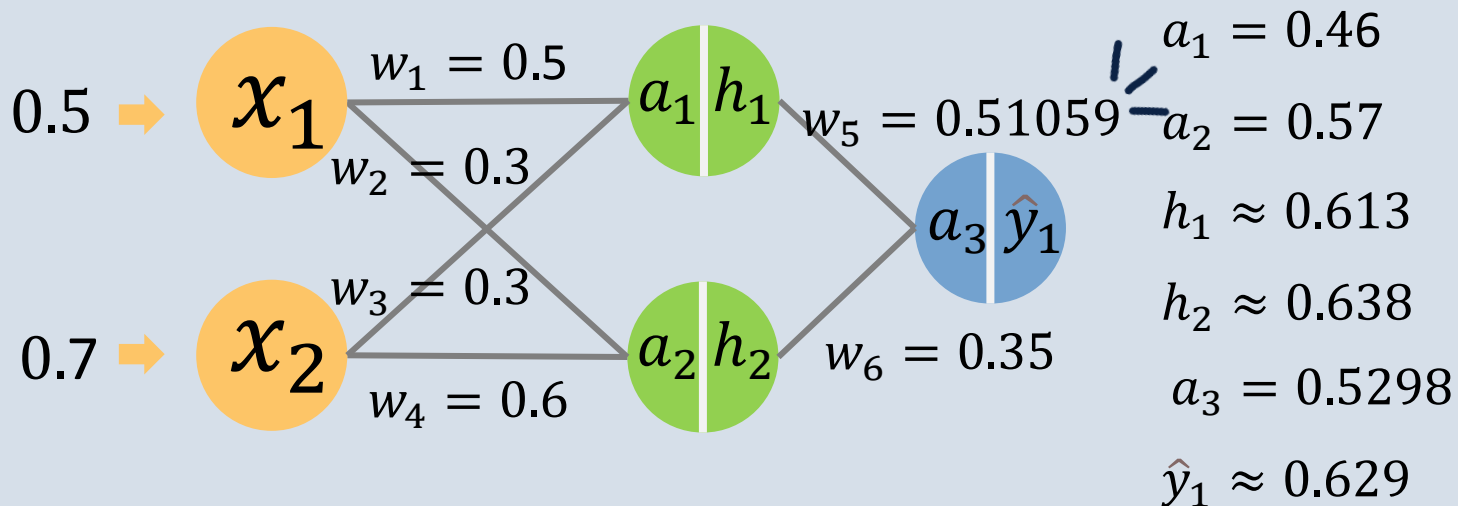 0.5
x₁
w₁ = 0.5
a₁ h₁
w₅ = 0.51059
w₂ = 0.3
a₃ ŷ₁
w₃ = 0.3
0.7
x₂
a₂ h₂
w₆ = 0.35
w₄ = 0.6
a₁ = 0.46
a₂ = 0.57
h₁ ≈ 0.613
h₂ ≈ 0.638
a₃ = 0.5298
ŷ₁ ≈ 0.629